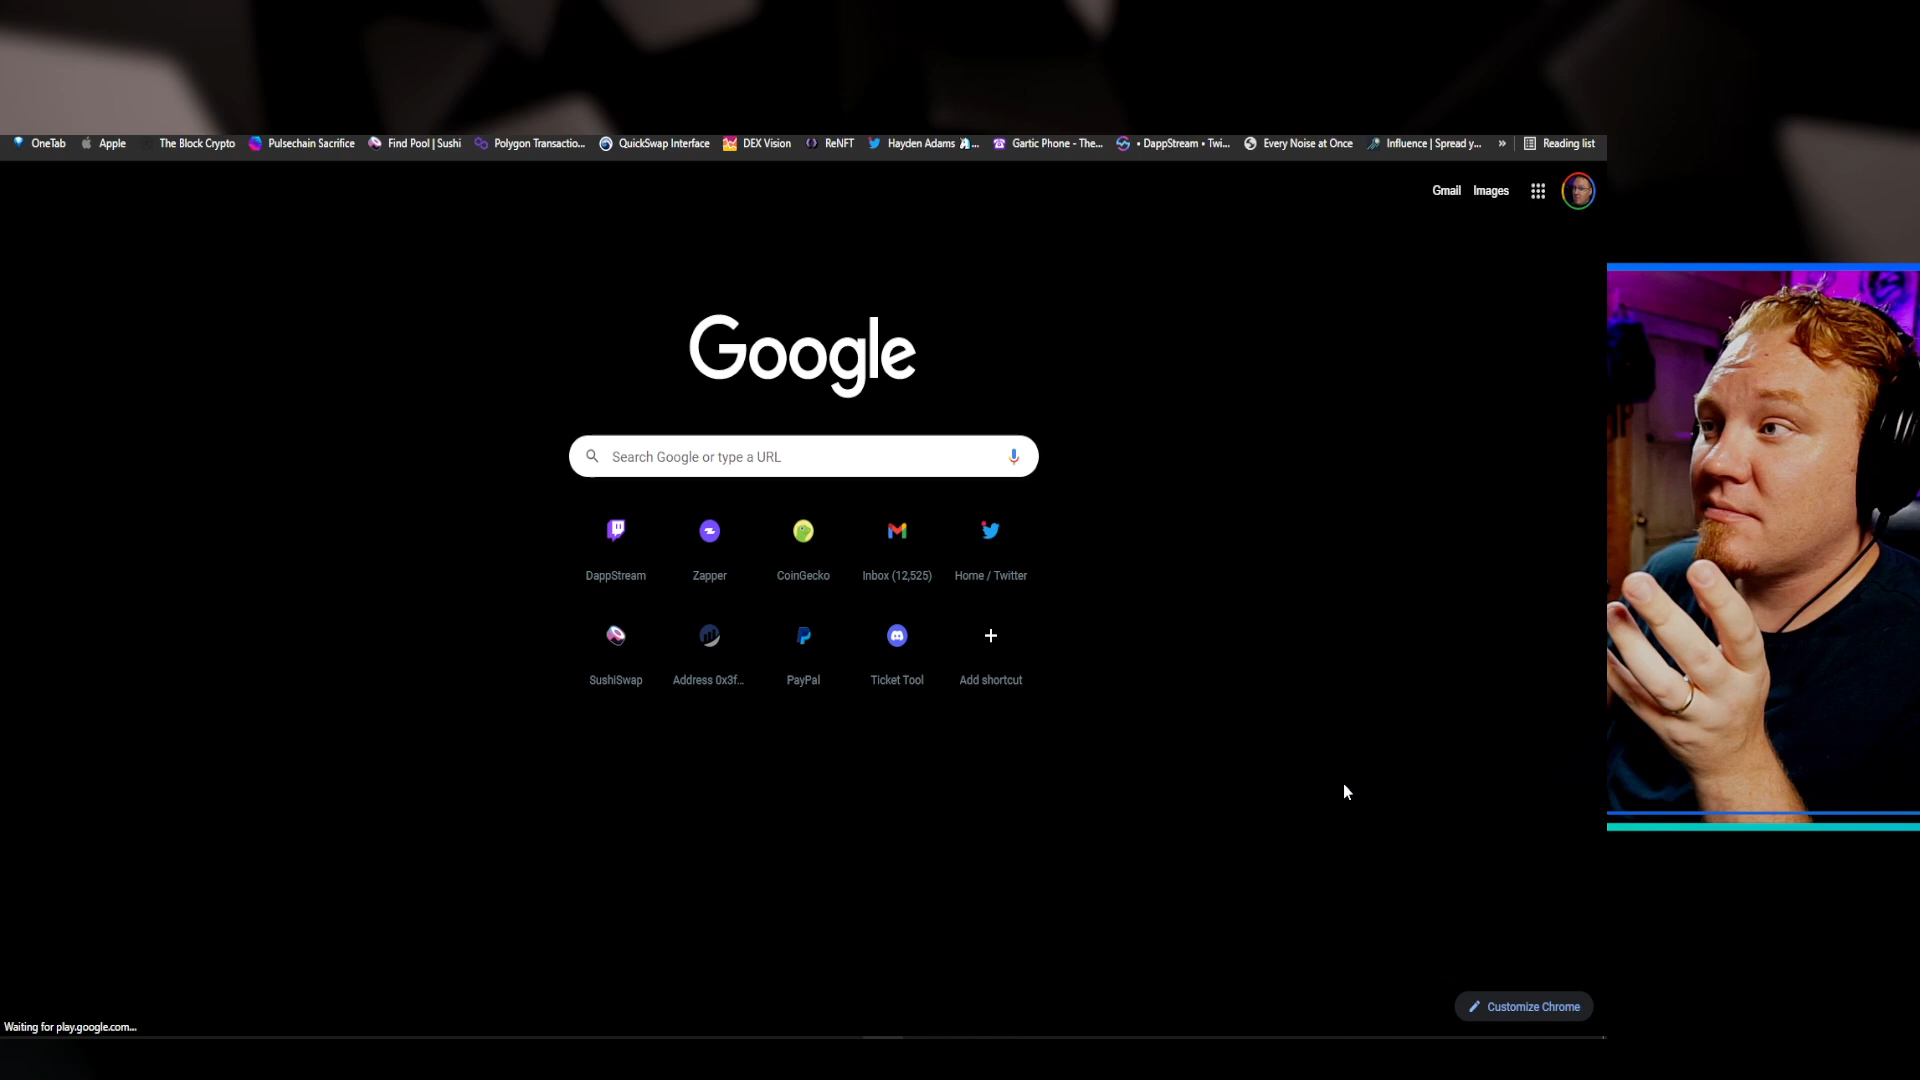 OneTab Apple The Block Crypto Pulsechain Sacrifice Find Pool | Sushi Polygon Transactio... QuickSwap Interface DEX Vision ReNFT Hayden Adams ... Gartic Phone - The... • DappStream • Twi... Every Noise at Once Influence | Spread y... » Reading list
Gmail Images
Google
Search Google or type a URL
DappStream Zapper CoinGecko Inbox (12,525) Home / Twitter
SushiSwap Address 0x3f... PayPal Ticket Tool Add shortcut
Customize Chrome
Waiting for play.google.com...